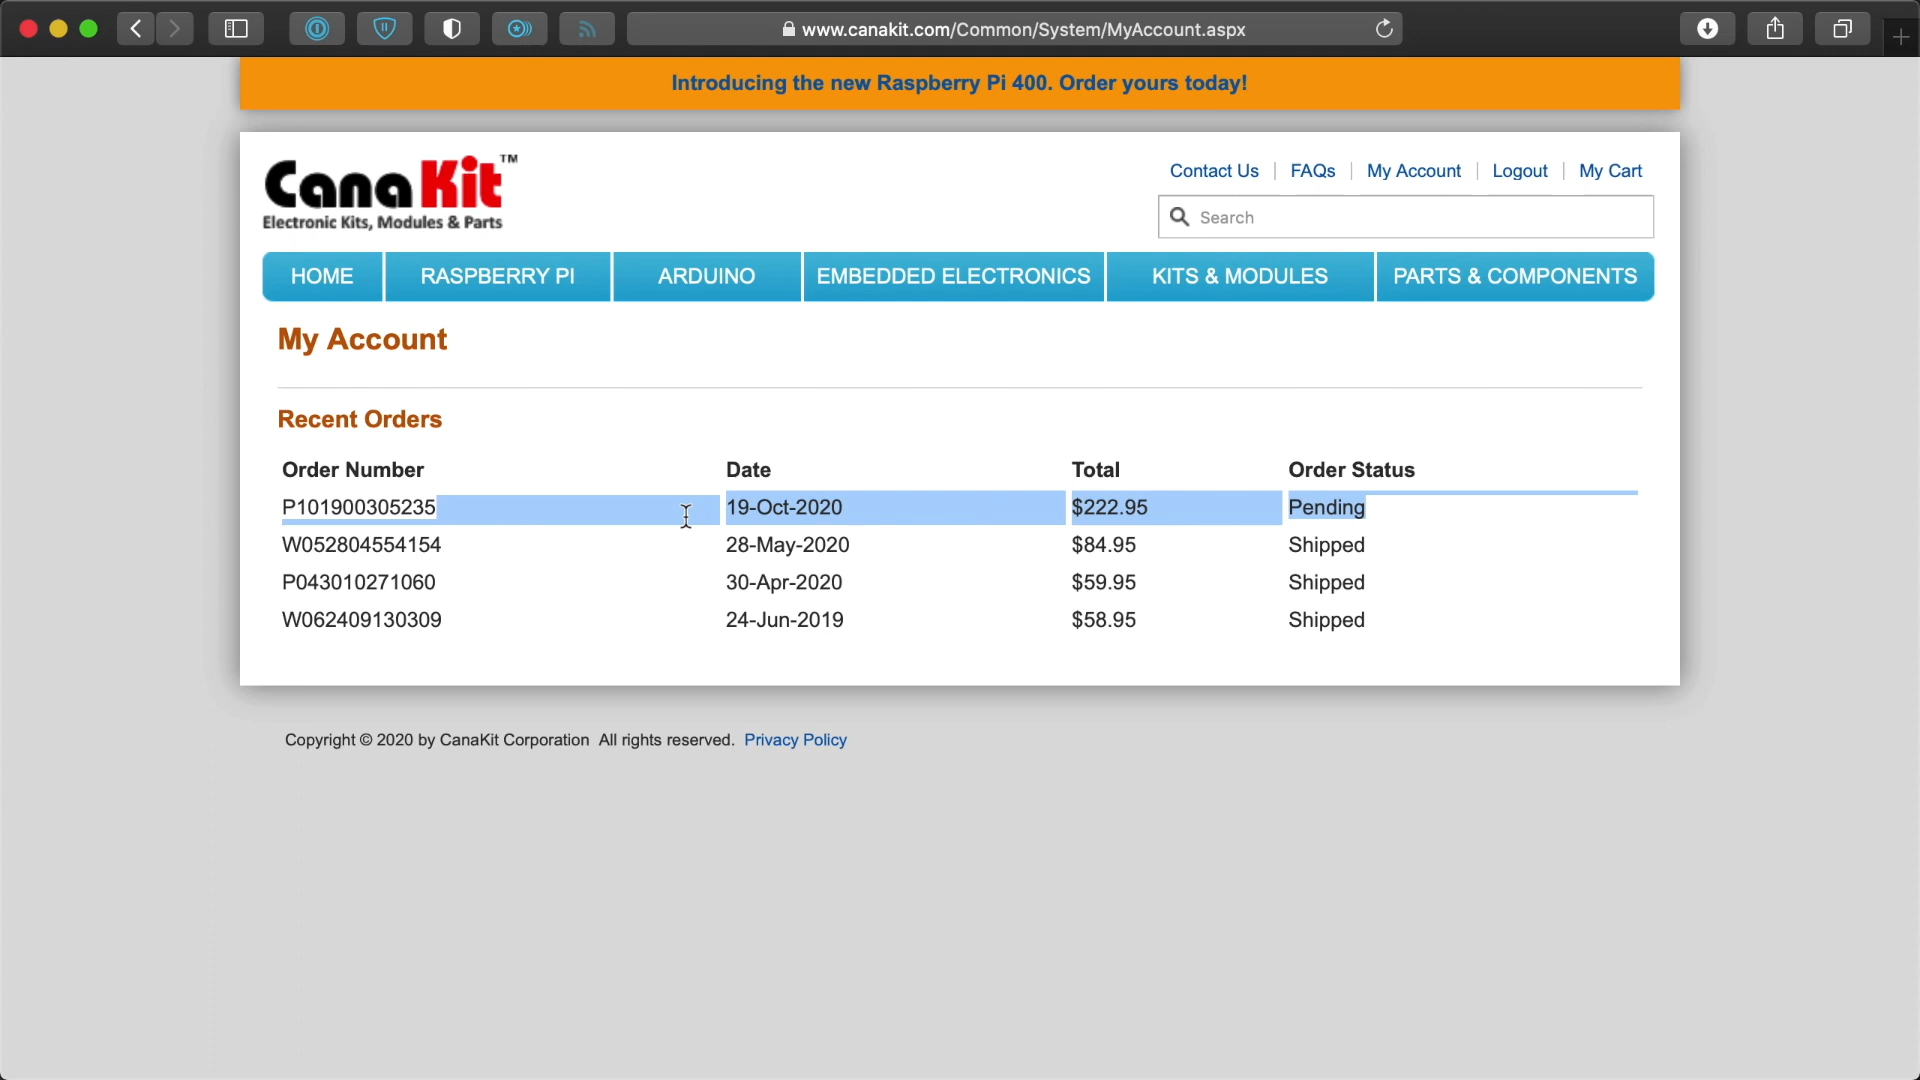 www.canakit.com/Common/System/MyAccount.aspx
Introducing the new Raspberry Pi 400. Order yours today!
CanaKit™
Electronic Kits, Modules & Parts
Contact Us | FAQs | My Account | Logout | My Cart
Search
HOME RASPBERRY PI ARDUINO EMBEDDED ELECTRONICS KITS & MODULES PARTS & COMPONENTS
My Account
Recent Orders
Order Number Date Total Order Status
P101900305235 19-Oct-2020 $222.95 Pending
W052804554154 28-May-2020 $84.95 Shipped
P043010271060 30-Apr-2020 $59.95 Shipped
W062409130309 24-Jun-2019 $58.95 Shipped
Copyright © 2020 by CanaKit Corporation All rights reserved. Privacy Policy